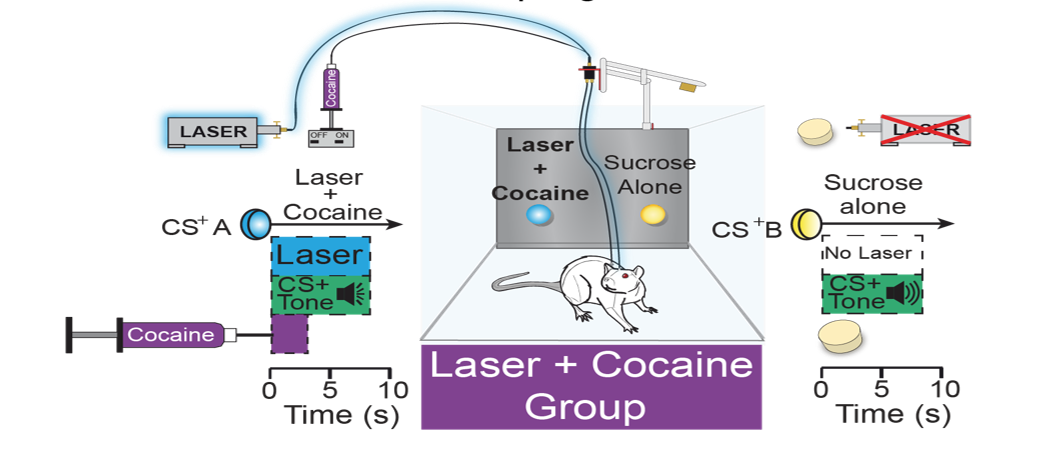 Cocaine
LASER
OFF ON
Laser
+
Cocaine
CS+ A
Laser
CS+
Tone
Cocaine
0 5 10
Time (s)
Laser
+
Cocaine
Sucrose
Alone
Laser + Cocaine
Group
LASER
Sucrose
alone
CS+B
No Laser
CS+
Tone
0 5 10
Time (s)